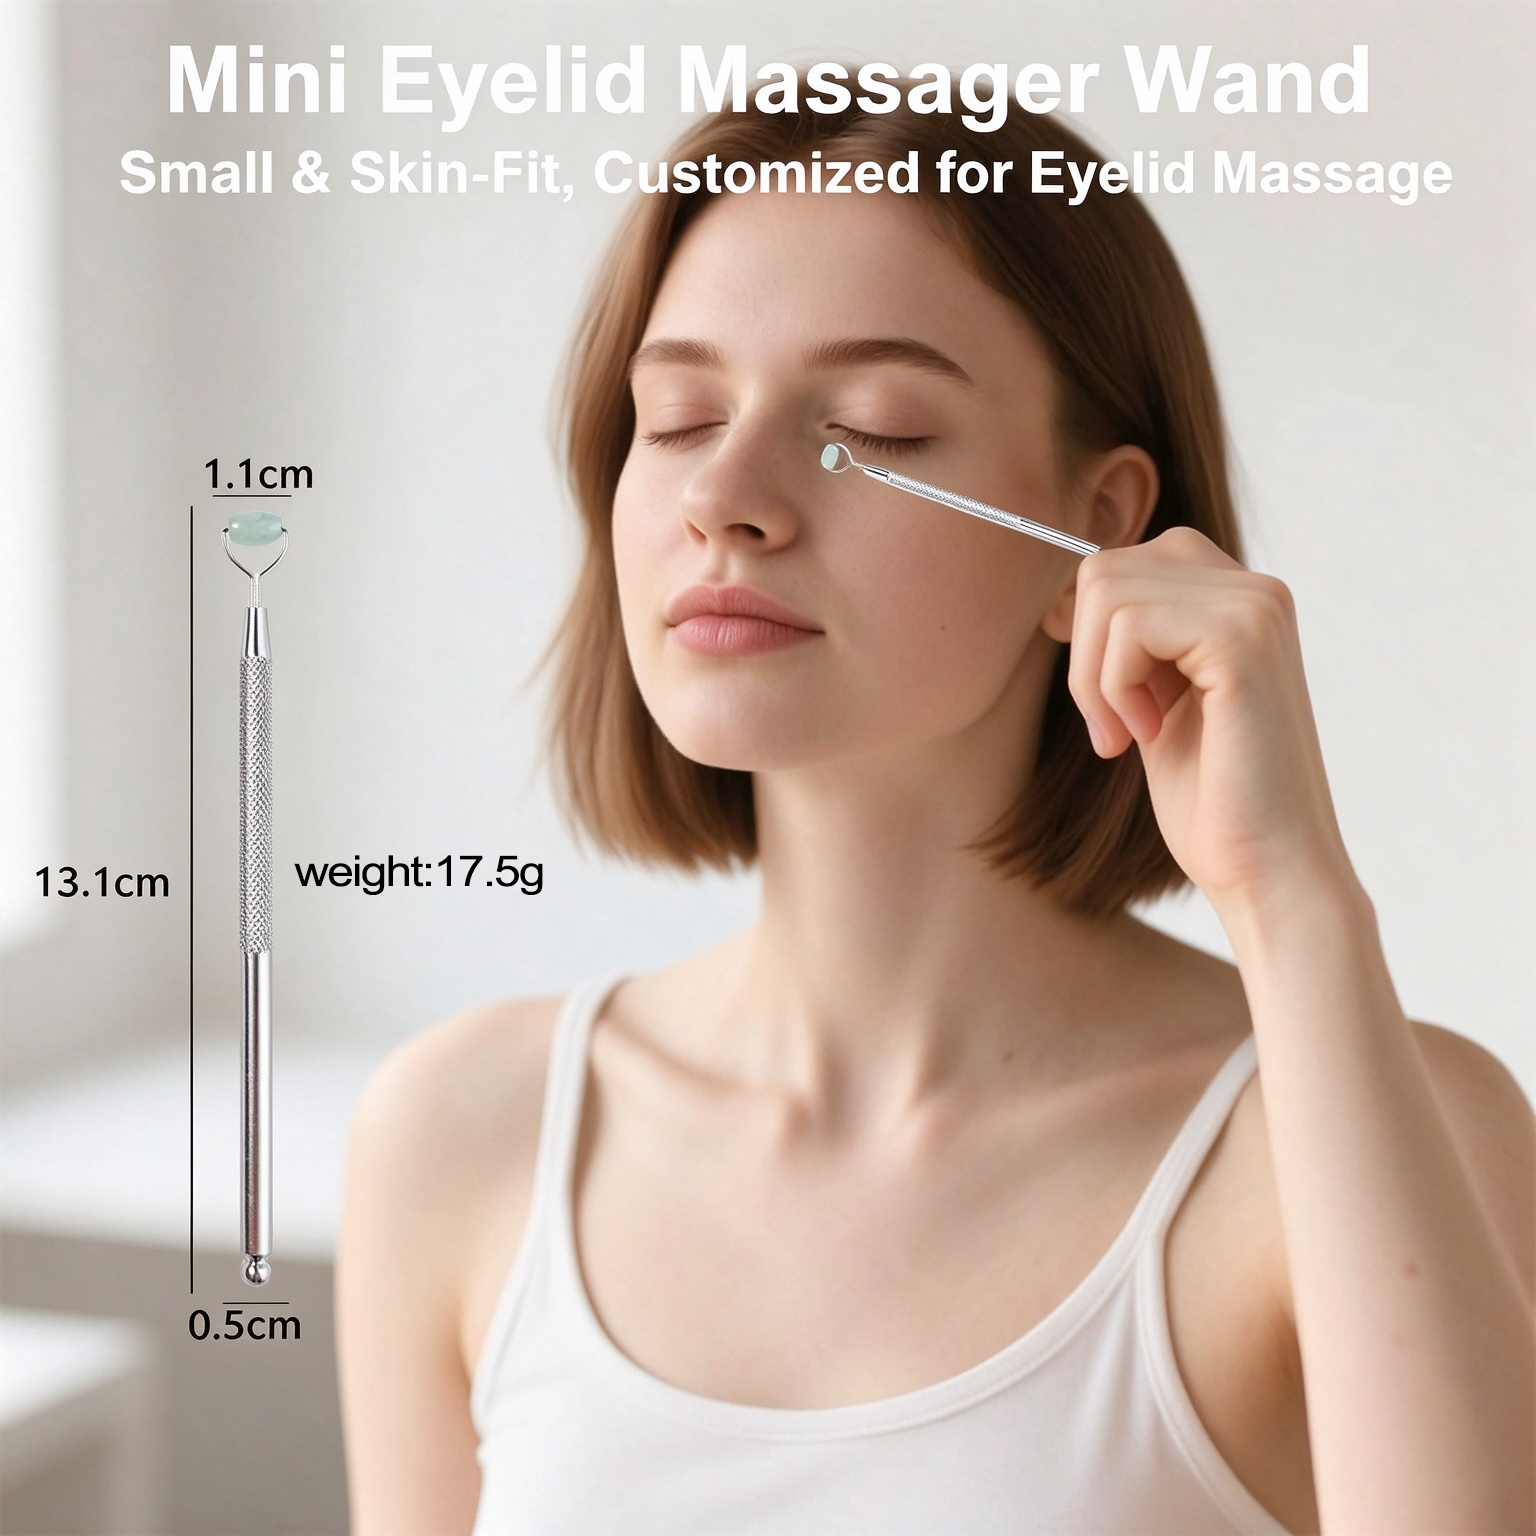 Mini Eyelid Massager Wand
Small & Skin-Fit, Customized for Eyelid Massage
1.1cm
13.1cm
weight:17.5g
0.5cm